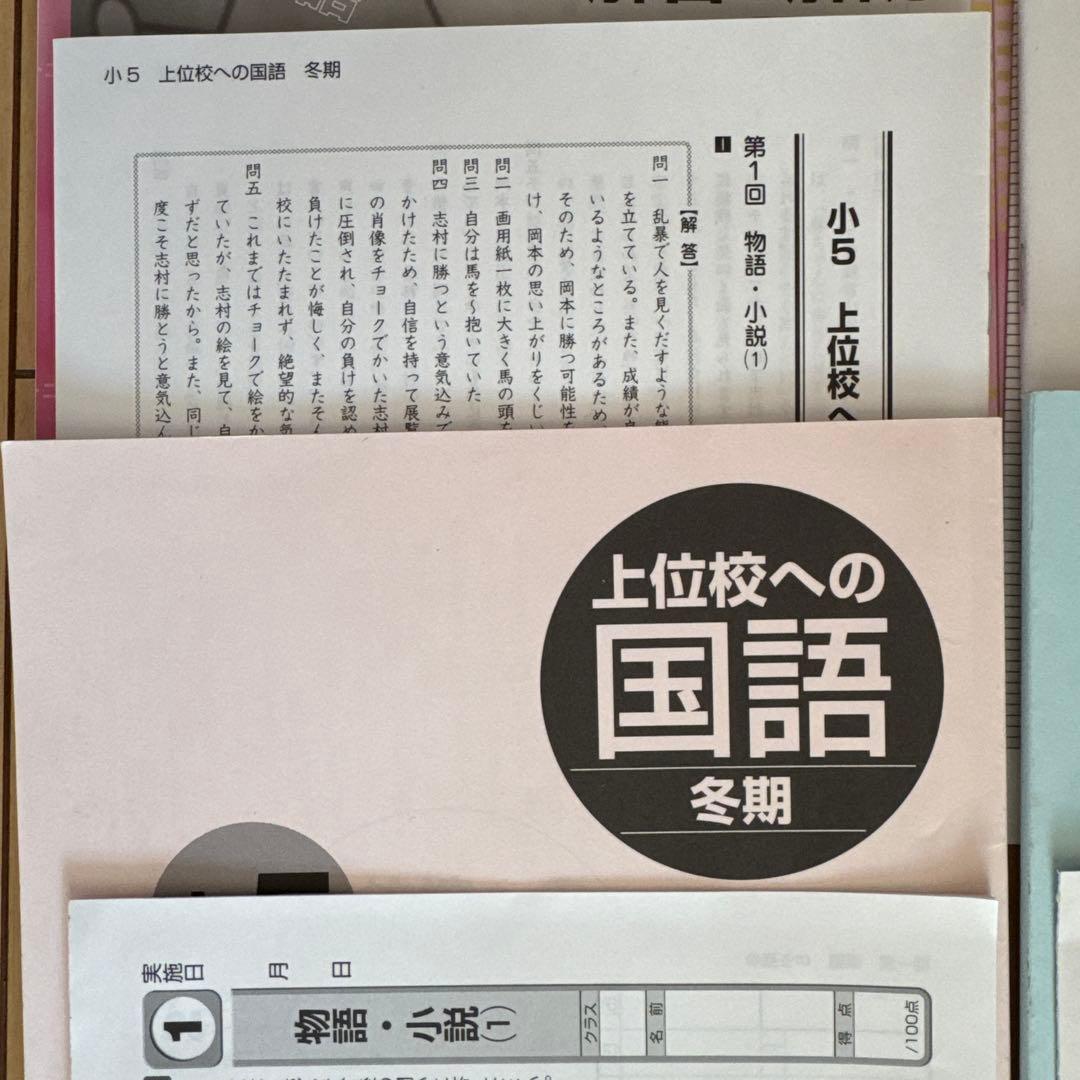 小5 上位校への国語 冬期
小5 上位校へ
第1回 物語・小説(1)
1
【解答】
問一 乱暴で人を見くだすような態
を立てている。また、成績が良
いるようなところがあるため、
そのため、岡本に勝つ可能性を
け、岡本の思い上がりをくじい
問二 画用紙一枚に大きく馬の頭を
問三 自分は馬を〜抱いていた
問四 志村に勝つという意気込みで
かけたため、自信を持って展覧
の肖像をチョークでかいた志村
に圧倒され、自分の負けを認め
負けたことが悔しく、またそん
校にいたたまれず、絶望的な気
問五 これまではチョークで絵をか
ていたが、志村の絵を見て、自
ずだと思ったから。また、同じ
度こそ志村に勝とうと意気込ん
上位校への
国語
冬期
実施日 月 日
1 物語・小説(1)
クラス
名前
得点
/100点